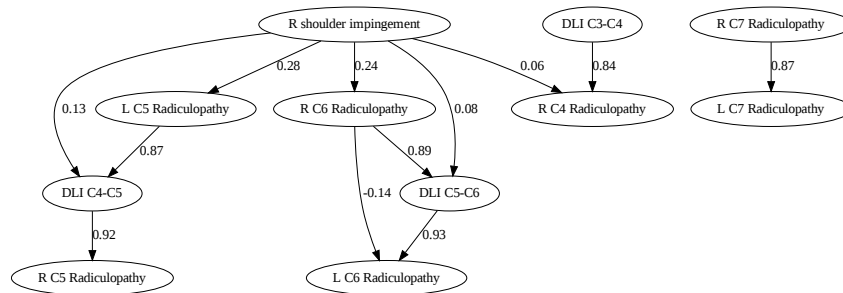 R shoulder impingement
DLI C3-C4
R C7 Radiculopathy
0.28
0.24
0.06
0.84
0.87
0.13
L C5 Radiculopathy
R C6 Radiculopathy
0.08
R C4 Radiculopathy
L C7 Radiculopathy
0.87
0.89
DLI C4-C5
-0.14
DLI C5-C6
0.92
0.93
R C5 Radiculopathy
L C6 Radiculopathy